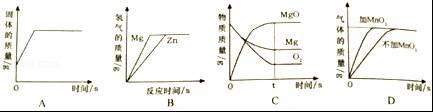 固体的质量/g
0
时间/s
A
氢气的质量/g
Mg
Zn
0
反应时间/s
B
物质质量/g
MgO
Mg
O₂
0
t
时间/s
C
气体的质量/g
加MnO₂
不加MnO₂
0
时间/s
D